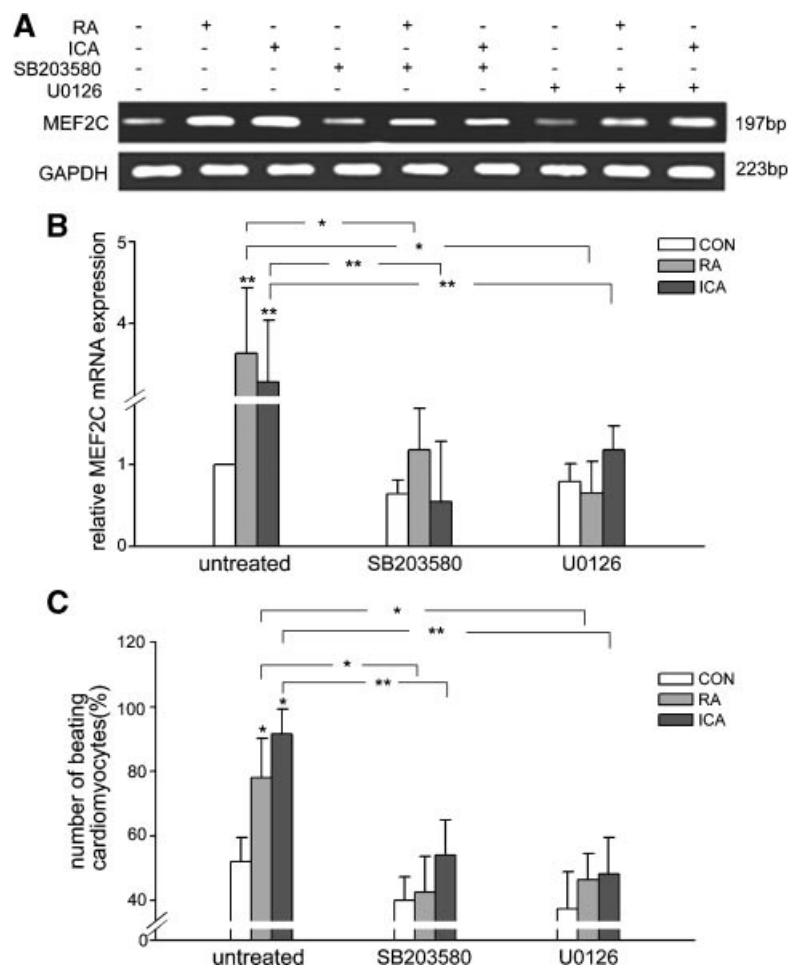 A
RA - + - - + - - + -
ICA - - + - - + - - +
SB203580 - - - + + + - - -
U0126 - - - - - - + + +
MEF2C 197bp
GAPDH 223bp
B
relative MEF2C mRNA expression
5
4
1
0
* * ** **
** **
CON
RA
ICA
untreated SB203580 U0126
C
number of beating
cardiomyocytes(%)
120
100
80
60
40
0
* ** * **
* *
CON
RA
ICA
untreated SB203580 U0126